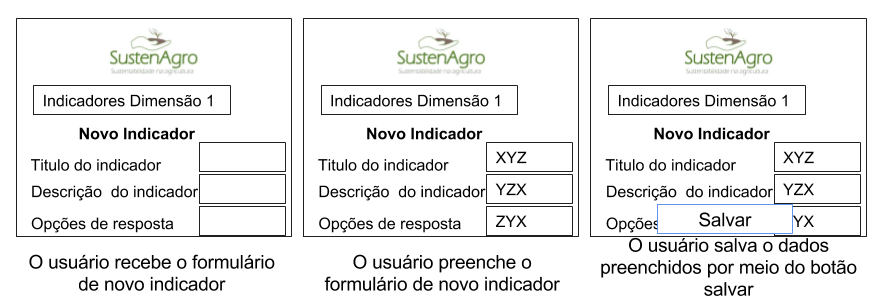 SustenAgro
Sustentabilidade na agricultura
Indicadores Dimensão 1
Novo Indicador
Titulo do indicador
Descrição do indicador
Opções de resposta
O usuário recebe o formulário
de novo indicador
SustenAgro
Sustentabilidade na agricultura
Indicadores Dimensão 1
Novo Indicador
Titulo do indicador XYZ
Descrição do indicador YZX
Opções de resposta ZYX
O usuário preenche o
formulário de novo indicador
SustenAgro
Sustentabilidade na agricultura
Indicadores Dimensão 1
Novo Indicador
Titulo do indicador XYZ
Descrição do indicador YZX
Opções Salvar YX
O usuário salva o dados
preenchidos por meio do botão
salvar